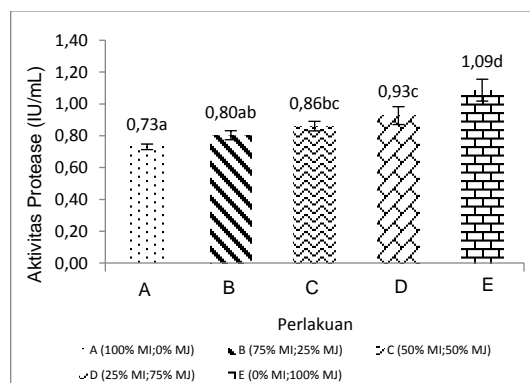 1,40
1,20
1,00
0,80
0,60
0,40
0,20
0,00
Aktivitas Protease (IU/mL)
0,73a
0,80ab
0,86bc
0,93c
1,09d
A B C D E
Perlakuan
A (100% MI;0% MJ) B (75% MI;25% MJ) C (50% MI;50% MJ)
D (25% MI;75% MJ) E (0% MI;100% MJ)